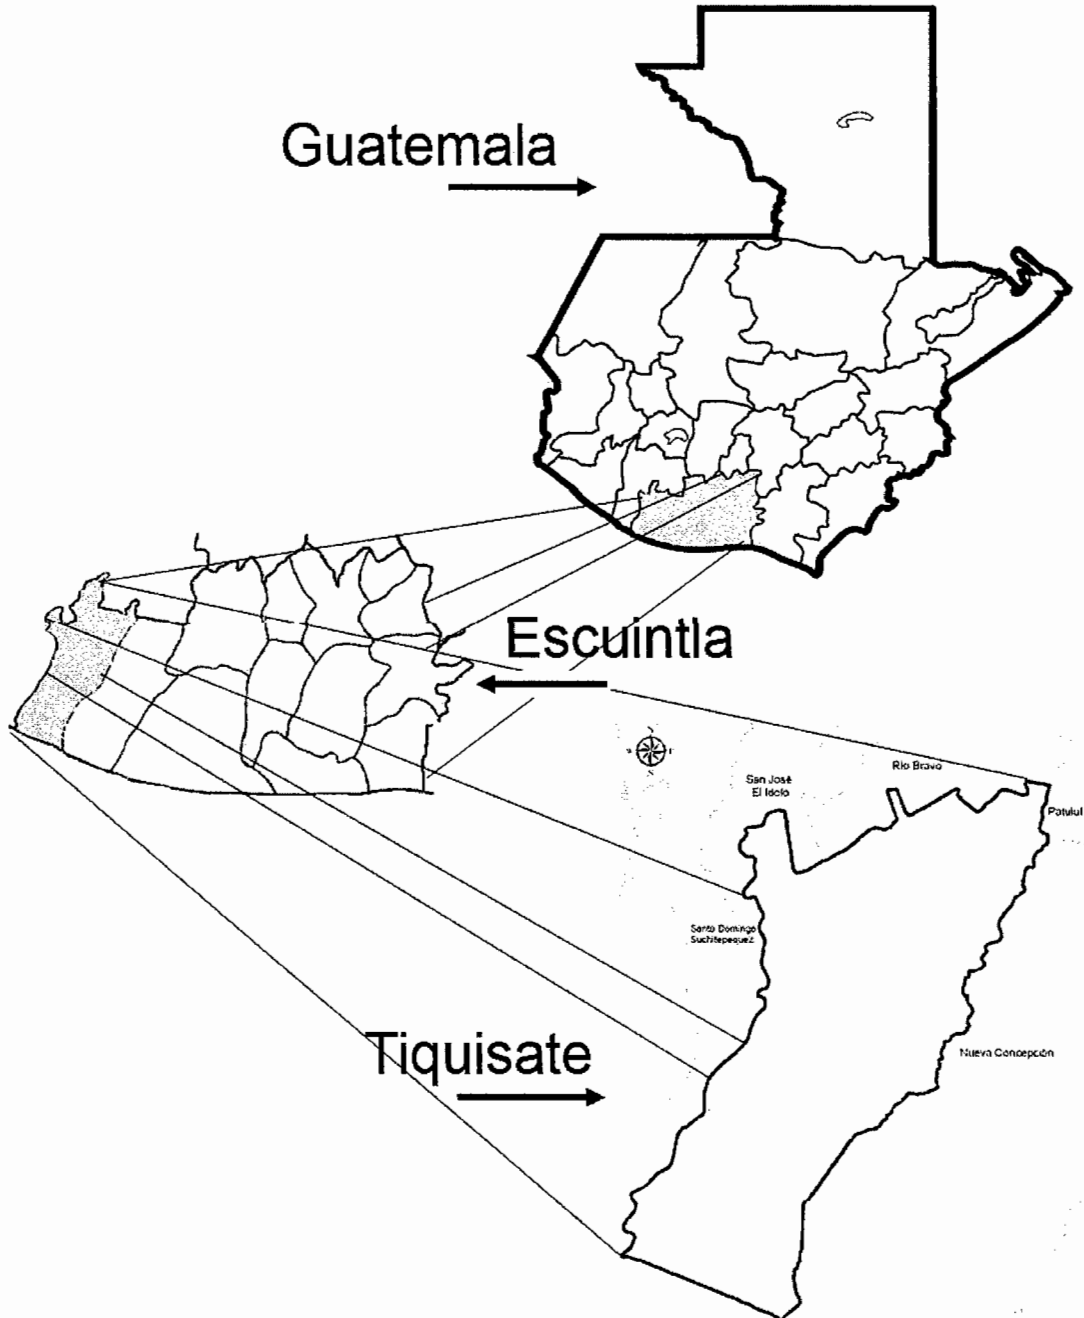 Guatemala
Escuintla
Rio Bravo
San José
El Idolo
Patulul
Santo Domingo
Suchitepequez
Tiquisate
Nueva Concepción